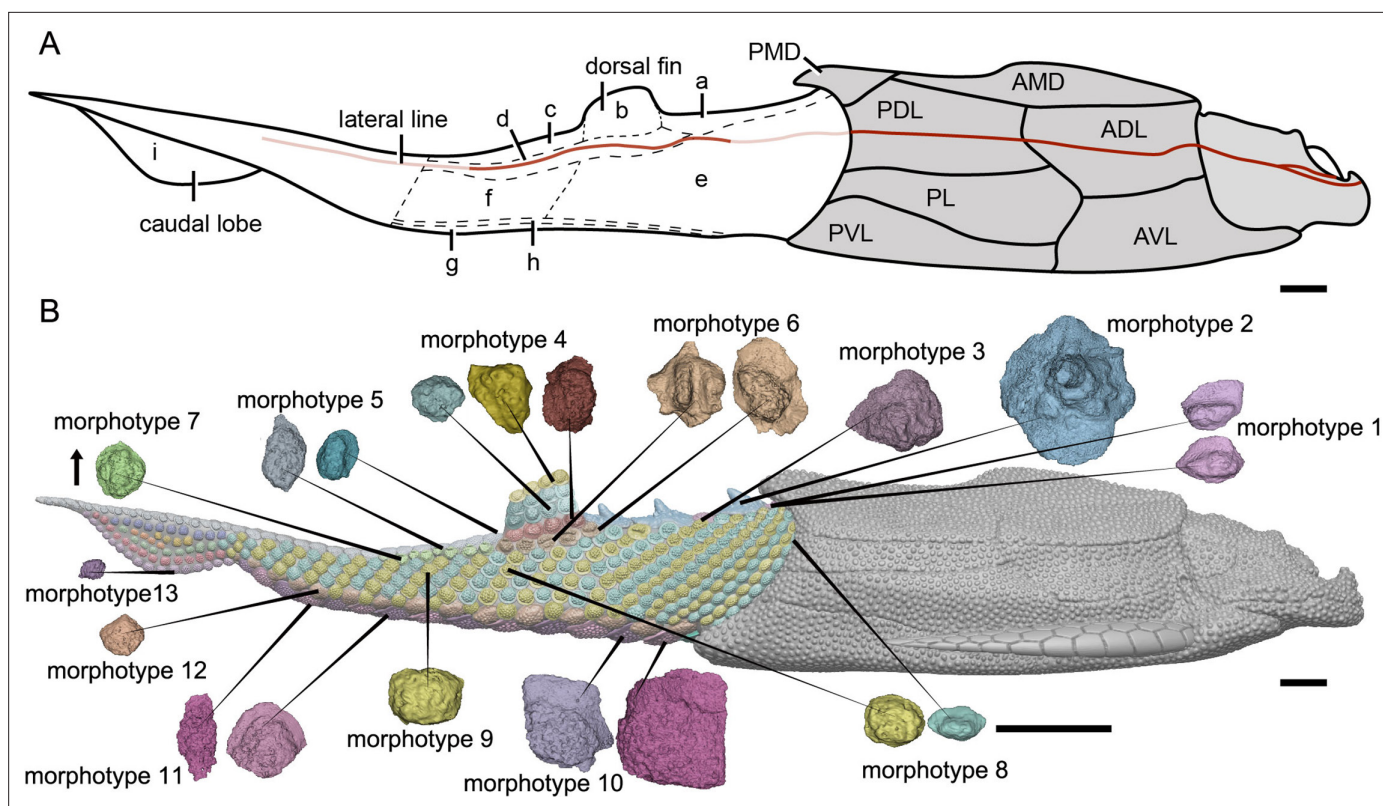 A
PMD
dorsal fin
a
AMD
b
c
d
lateral line
PDL
ADL
i
e
f
PL
caudal lobe
PVL
AVL
g
h
B
morphotype 4
morphotype 6
morphotype 2
morphotype 3
morphotype 5
morphotype 1
morphotype 7
morphotype13
morphotype 12
morphotype 9
morphotype 11
morphotype 10
morphotype 8